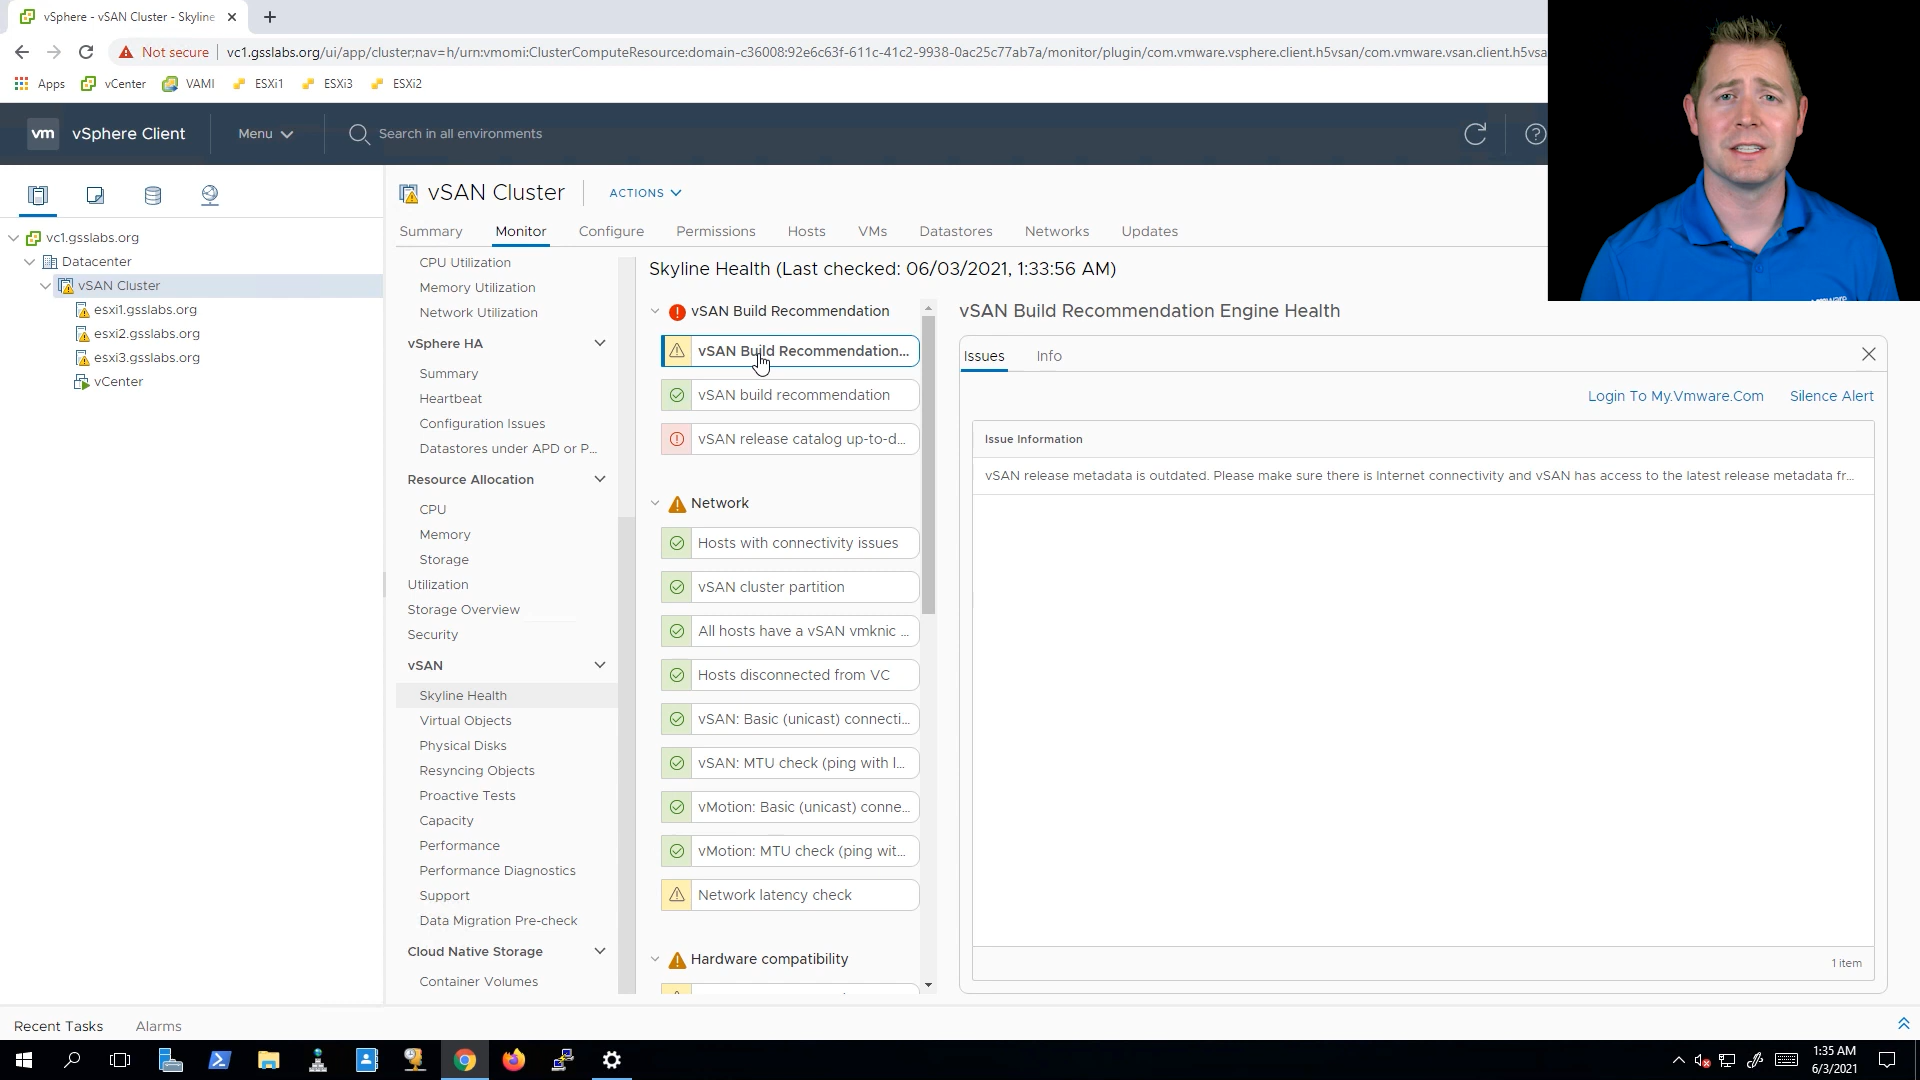 vSphere - vSAN Cluster - Skyline
Not secure
vc1.gsslabs.org/ui/app/cluster;nav=h/urn:vmomi:ClusterComputeResource:domain-c36008:92e6c63f-611c-41c2-9938-0ac25c77ab7a/monitor/plugin/com.vmware.vsphere.client.h5vsan/com.vmware.vsan.client.h5vsa
Apps vCenter VAMI ESXi1 ESXi3 ESXi2
vm vSphere Client Menu Search in all environments
vSAN Cluster ACTIONS
Summary Monitor Configure Permissions Hosts VMs Datastores Networks Updates
vc1.gsslabs.org
Datacenter
vSAN Cluster
esxi1.gsslabs.org
esxi2.gsslabs.org
esxi3.gsslabs.org
vCenter
CPU Utilization
Memory Utilization
Network Utilization
vSphere HA
Summary
Heartbeat
Configuration Issues
Datastores under APD or P...
Resource Allocation
CPU
Memory
Storage
Utilization
Storage Overview
Security
vSAN
Skyline Health
Virtual Objects
Physical Disks
Resyncing Objects
Proactive Tests
Capacity
Performance
Performance Diagnostics
Support
Data Migration Pre-check
Cloud Native Storage
Container Volumes
Skyline Health (Last checked: 06/03/2021, 1:33:56 AM)
vSAN Build Recommendation
vSAN Build Recommendation...
vSAN build recommendation
vSAN release catalog up-to-d...
Network
Hosts with connectivity issues
vSAN cluster partition
All hosts have a vSAN vmknic ...
Hosts disconnected from VC
vSAN: Basic (unicast) connecti...
vSAN: MTU check (ping with l...
vMotion: Basic (unicast) conne...
vMotion: MTU check (ping wit...
Network latency check
Hardware compatibility
vSAN Build Recommendation Engine Health
Issues Info
Login To My.Vmware.Com Silence Alert
Issue Information
vSAN release metadata is outdated. Please make sure there is Internet connectivity and vSAN has access to the latest release metadata fr...
1 item
Recent Tasks Alarms
1:35 AM
6/3/2021